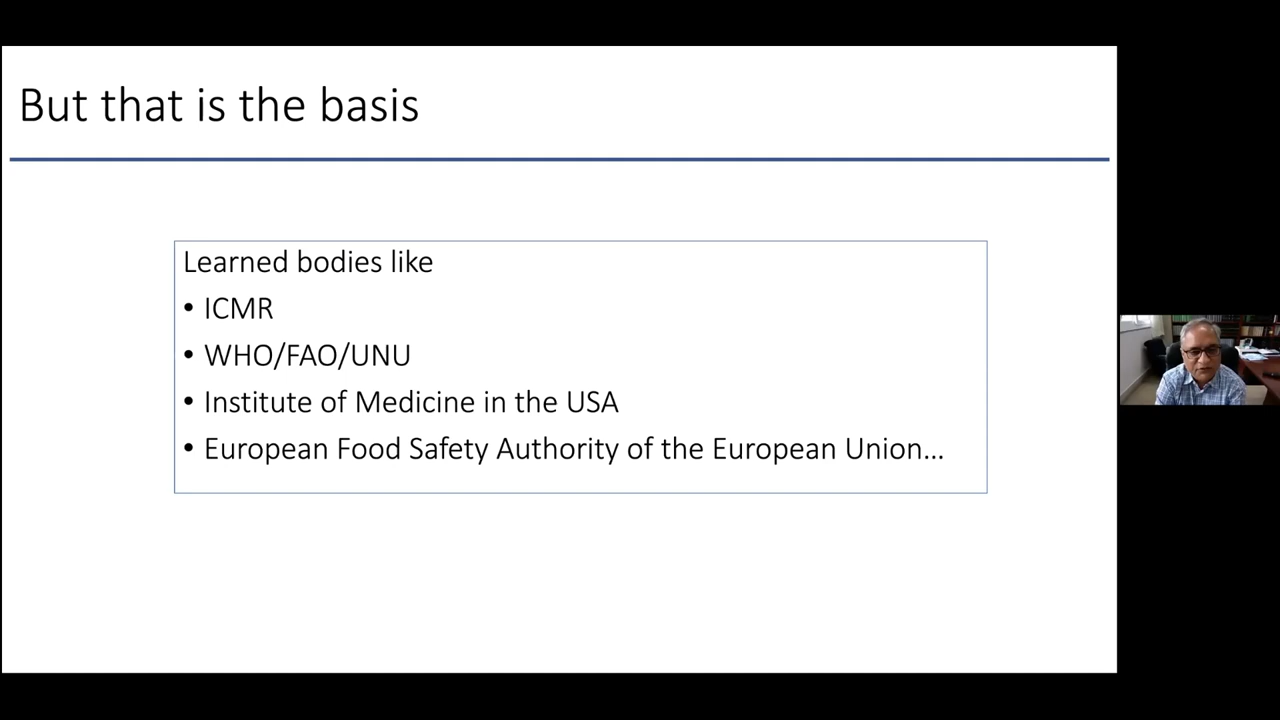 But that is the basis
Learned bodies like
• ICMR
• WHO/FAO/UNU
• Institute of Medicine in the USA
• European Food Safety Authority of the European Union...